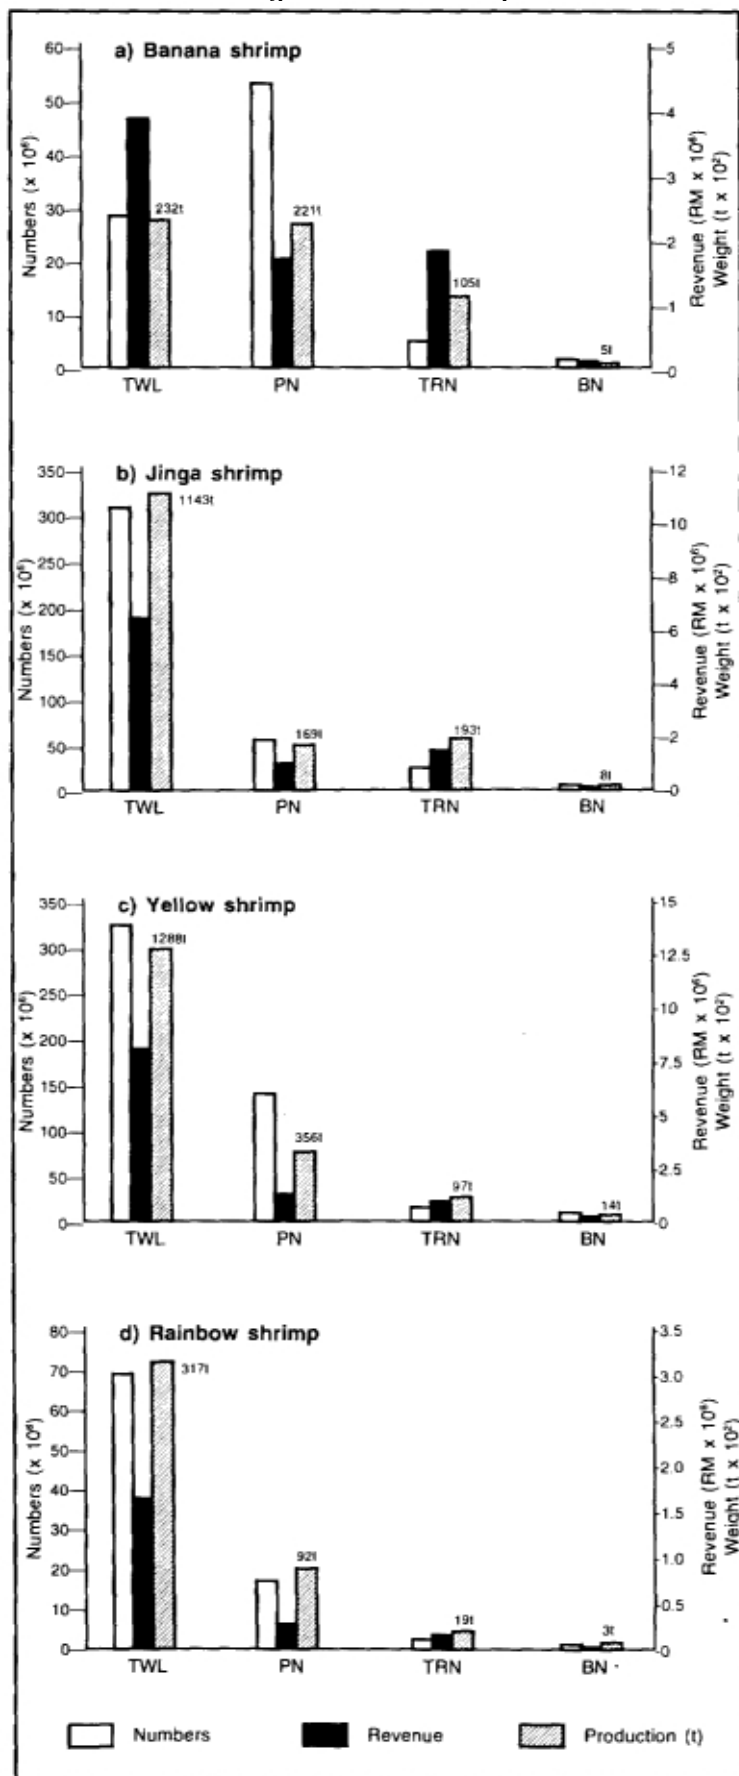 a) Banana shrimp
60
50
40
30
20
10
0
Numbers (x 10⁶)
5
4
3
2
1
0
Revenue (RM x 10⁶)
Weight (t x 10²)
232t
221t
105t
5t
TWL PN TRN BN
b) Jinga shrimp
350
300
250
200
150
100
50
0
Numbers (x 10⁶)
12
10
8
6
4
2
0
Revenue (RM x 10⁶)
Weight (t x 10²)
1143t
169t
193t
8t
TWL PN TRN BN
c) Yellow shrimp
350
300
250
200
150
100
50
0
Numbers (x 10⁶)
15
12.5
10
7.5
5
2.5
0
Revenue (RM x 10⁶)
Weight (t x 10²)
1288t
356t
97t
14t
TWL PN TRN BN
d) Rainbow shrimp
80
70
60
50
40
30
20
10
0
Numbers (x 10⁶)
3.5
3.0
2.5
2.0
1.5
1.0
0.5
0
Revenue (RM x 10⁶)
Weight (t x 10²)
317t
92t
19t
3t
TWL PN TRN BN
Numbers Revenue Production (t)